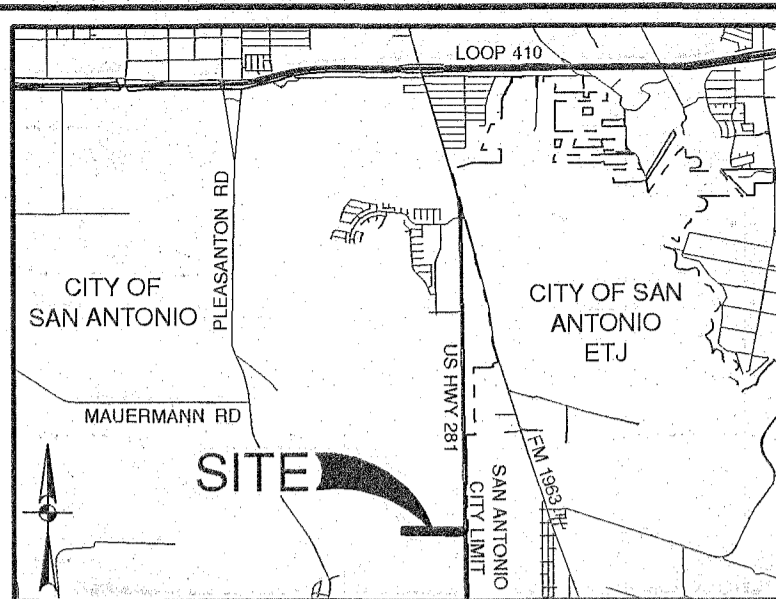 LOOP 410
PLEASANTON RD
CITY OF
SAN ANTONIO
CITY OF SAN
ANTONIO
ETJ
US HWY 281
MAUERMANN RD
SITE
FM 1963
SAN ANTONIO
CITY LIMIT